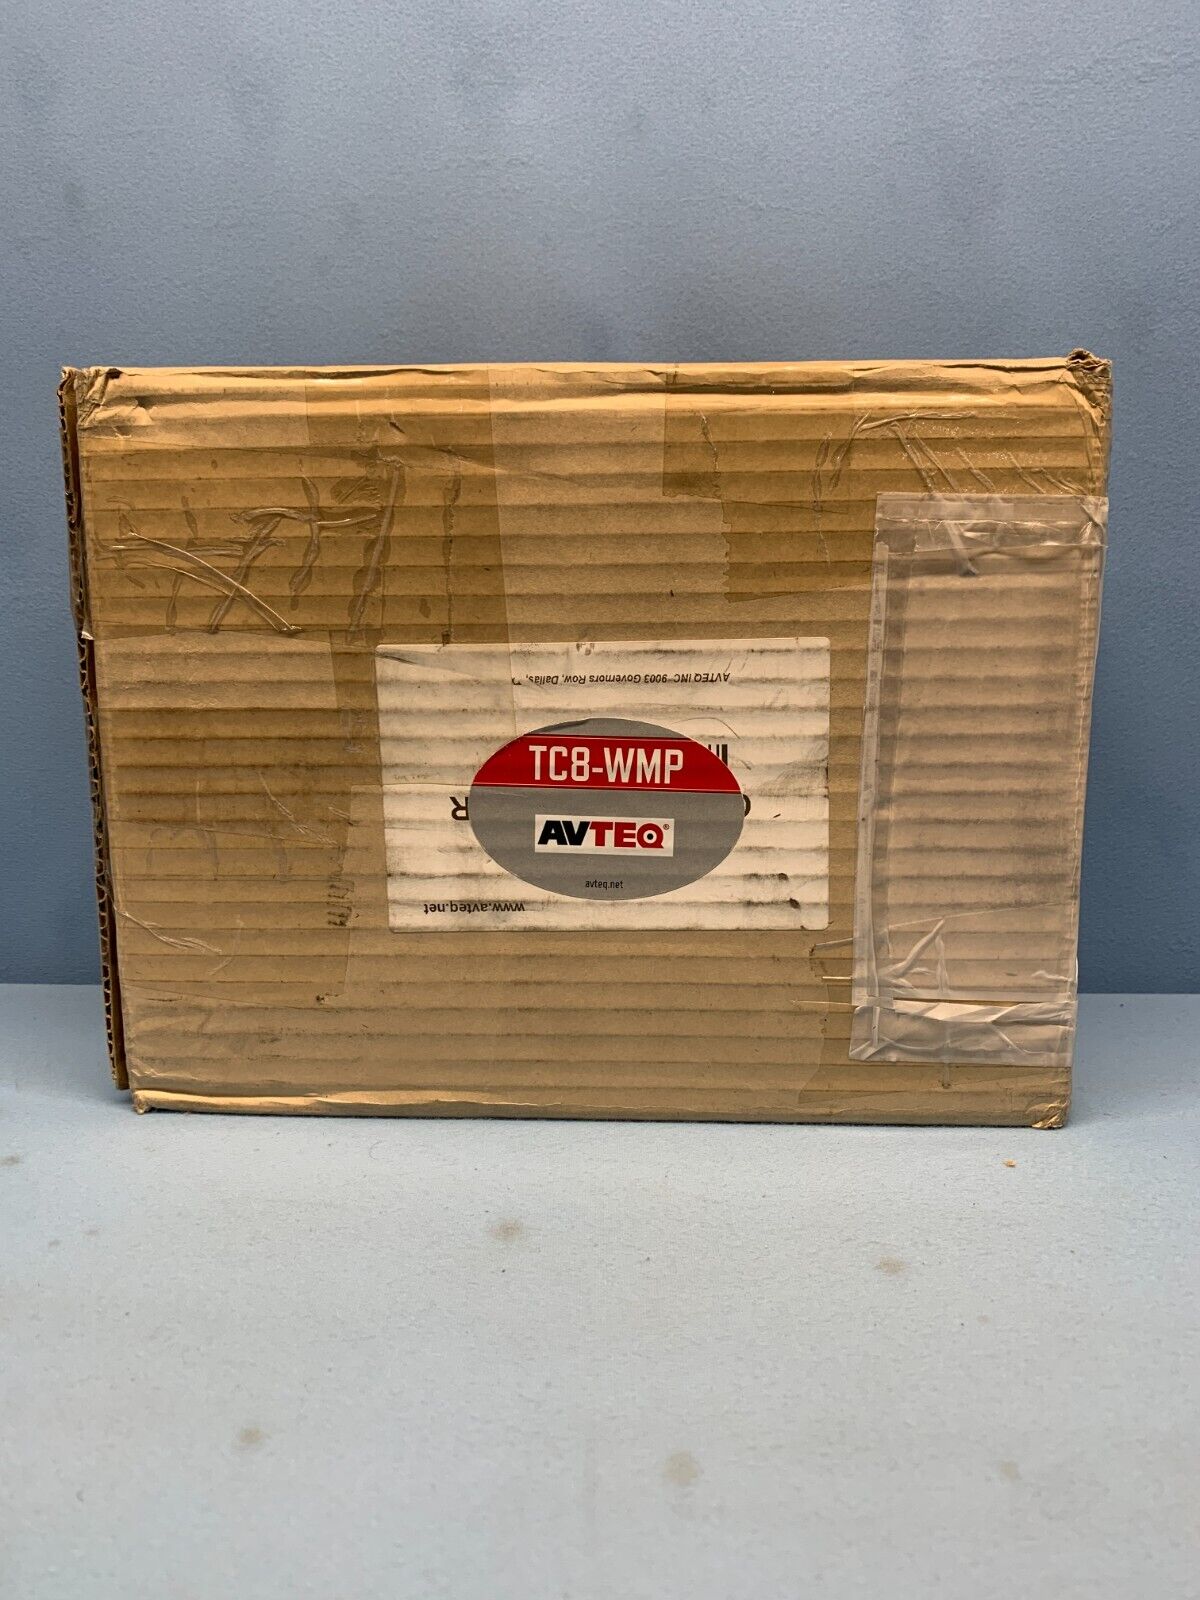 TC8-WMP
AVTEQ®
avteq.net
AVTEQ INC 9003 Governors Row, Dallas,
R
www.avteq.net